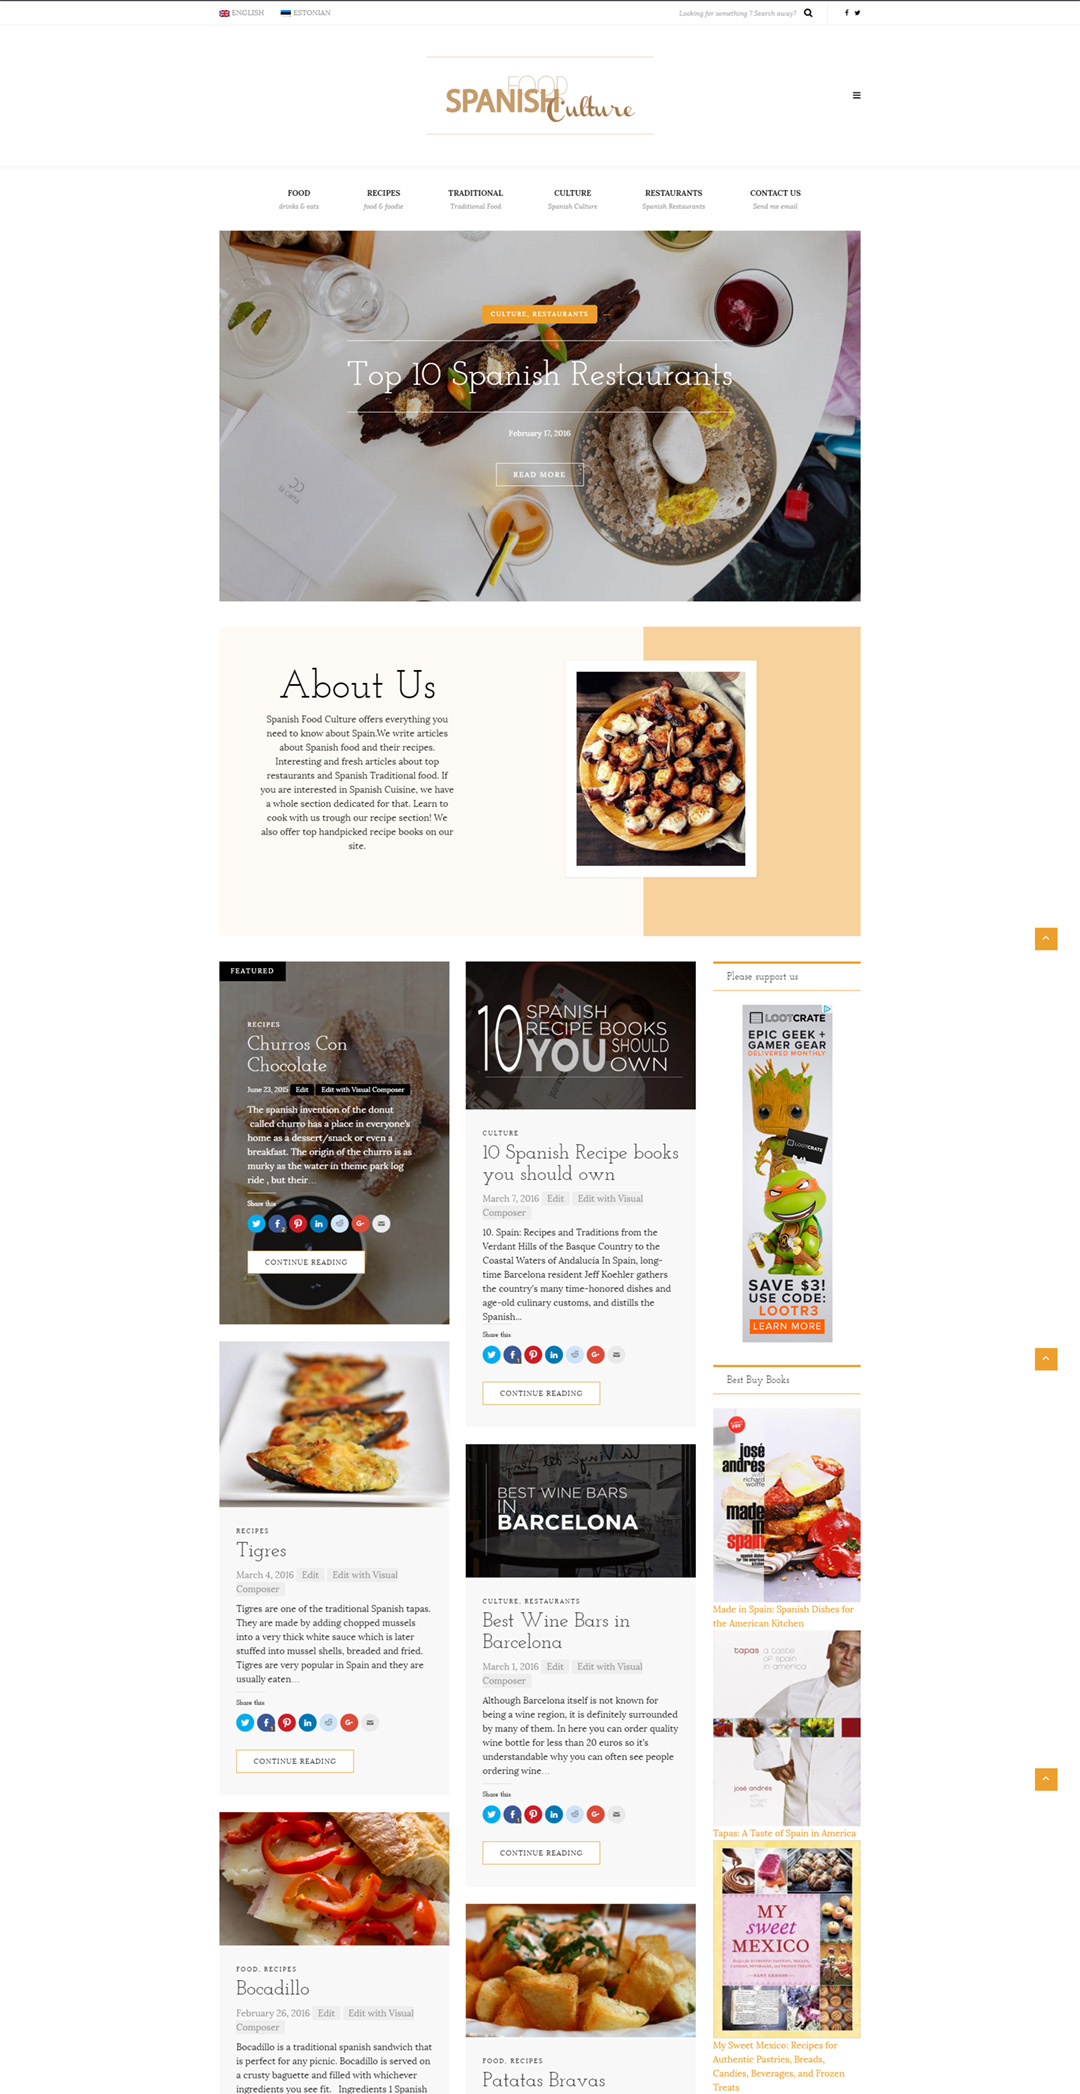 ENGLISH ESTONIAN
Looking for something ? Search away?
FOOD
SPANISH
Culture
FOOD RECIPES TRADITIONAL CULTURE RESTAURANTS CONTACT US
drinks & eats food & foodie Traditional Food Spanish Culture Spanish Restaurants Send me email
CULTURE, RESTAURANTS
Top 10 Spanish Restaurants
February 17, 2016
READ MORE
la carta
About Us
Spanish Food Culture offers everything you
need to know about Spain.We write articles
about Spanish food and their recipes.
Interesting and fresh articles about top
restaurants and Spanish Traditional food. If
you are interested in Spanish Cuisine, we have
a whole section dedicated for that. Learn to
cook with us trough our recipe section! We
also offer top handpicked recipe books on our
site.
FEATURED
RECIPES
Churros Con
Chocolate
June 23, 2015 Edit Edit with Visual Composer
The spanish invention of the donut
called churro has a place in everyone's
home as a dessert/snack or even a
breakfast. The origin of the churro is as
murky as the water in theme park log
ride , but their…
Share this
2
CONTINUE READING
RECIPES
Tigres
March 4, 2016 Edit Edit with Visual
Composer
Tigres are one of the traditional Spanish tapas.
They are made by adding chopped mussels
into a very thick white sauce which is later
stuffed into mussel shells, breaded and fried.
Tigres are very popular in Spain and they are
usually eaten…
Share this
1
CONTINUE READING
FOOD, RECIPES
Bocadillo
February 26, 2016 Edit Edit with Visual
Composer
Bocadillo is a traditional spanish sandwich that
is perfect for any picnic. Bocadillo is served on
a crusty baguette and filled with whichever
ingredients you see fit. Ingredients 1 Spanish
10 SPANISH
RECIPE BOOKS
YOU SHOULD
OWN
CULTURE
10 Spanish Recipe books
you should own
March 7, 2016 Edit Edit with Visual
Composer
10. Spain: Recipes and Traditions from the
Verdant Hills of the Basque Country to the
Coastal Waters of Andalucía In Spain, long-
time Barcelona resident Jeff Koehler gathers
the country's many time-honored dishes and
age-old culinary customs, and distills the
Spanish…
Share this
1
CONTINUE READING
BEST WINE BARS
IN
BARCELONA
CULTURE, RESTAURANTS
Best Wine Bars in
Barcelona
March 1, 2016 Edit Edit with Visual
Composer
Although Barcelona itself is not known for
being a wine region, it is definitely surrounded
by many of them. In here you can order quality
wine bottle for less than 20 euros so it's
understandable why you can often see people
ordering wine…
Share this
1
CONTINUE READING
FOOD, RECIPES
Patatas Bravas
Please support us
LOOTCRATE
EPIC GEEK +
GAMER GEAR
DELIVERED MONTHLY
LOOTCRATE
SAVE $3!
USE CODE:
LOOTR3
LEARN MORE
Best Buy Books
josé
andrés
with
richard
wolffe
made
in
spain
spanish dishes
for the american
kitchen
Made in Spain: Spanish Dishes for
the American Kitchen
tapas a taste
of spain
in america
josé andrés
with
richard
wolffe
Tapas: A Taste of Spain in America
MY
sweet
MEXICO
My Sweet Mexico: Recipes for
Authentic Pastries, Breads,
Candies, Beverages, and Frozen
Treats